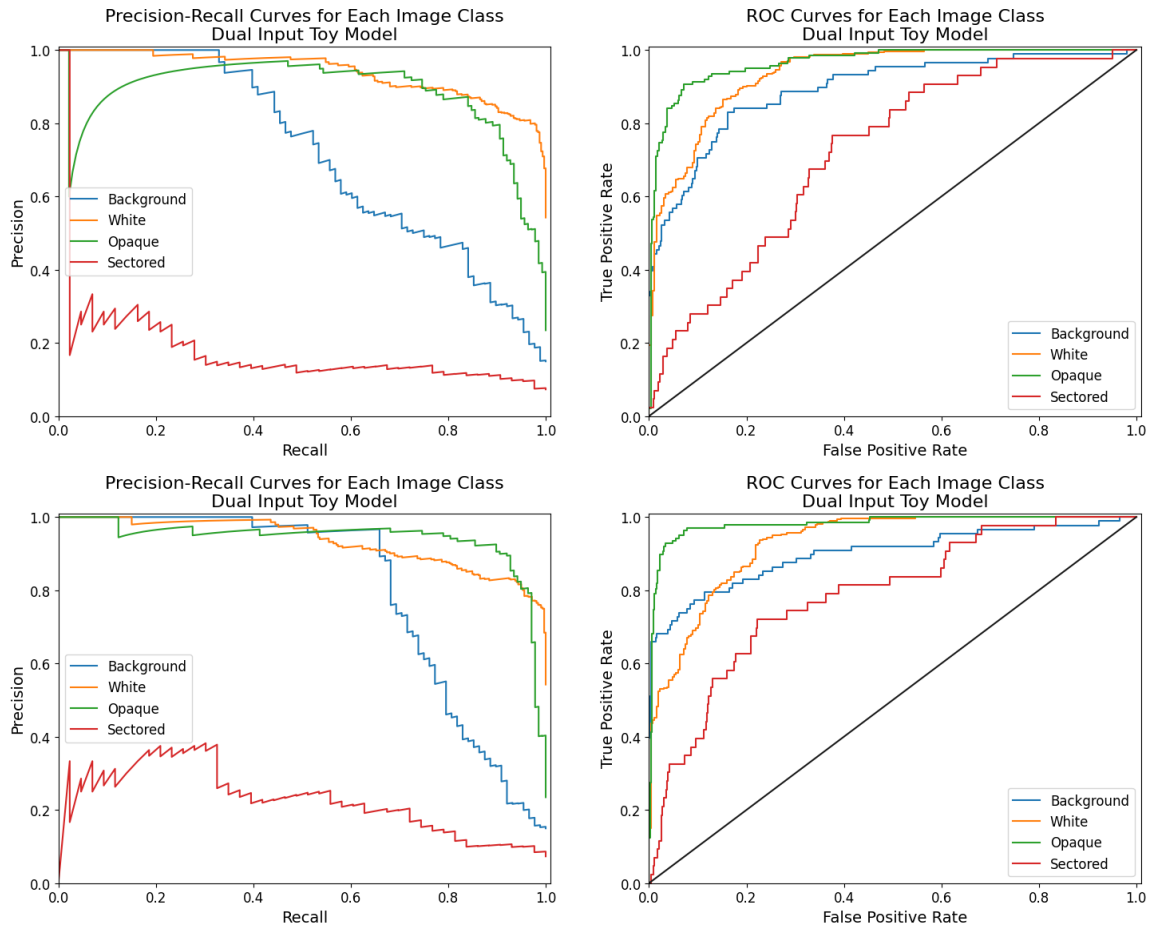 Precision-Recall Curves for Each Image Class
Dual Input Toy Model
1.0
0.8
0.6
0.4
0.2
0.0
Precision
Background
White
Opaque
Sectored
0.0 0.2 0.4 0.6 0.8 1.0
Recall
ROC Curves for Each Image Class
Dual Input Toy Model
1.0
0.8
0.6
0.4
0.2
0.0
True Positive Rate
Background
White
Opaque
Sectored
0.0 0.2 0.4 0.6 0.8 1.0
False Positive Rate
Precision-Recall Curves for Each Image Class
Dual Input Toy Model
1.0
0.8
0.6
0.4
0.2
0.0
Precision
Background
White
Opaque
Sectored
0.0 0.2 0.4 0.6 0.8 1.0
Recall
ROC Curves for Each Image Class
Dual Input Toy Model
1.0
0.8
0.6
0.4
0.2
0.0
True Positive Rate
Background
White
Opaque
Sectored
0.0 0.2 0.4 0.6 0.8 1.0
False Positive Rate